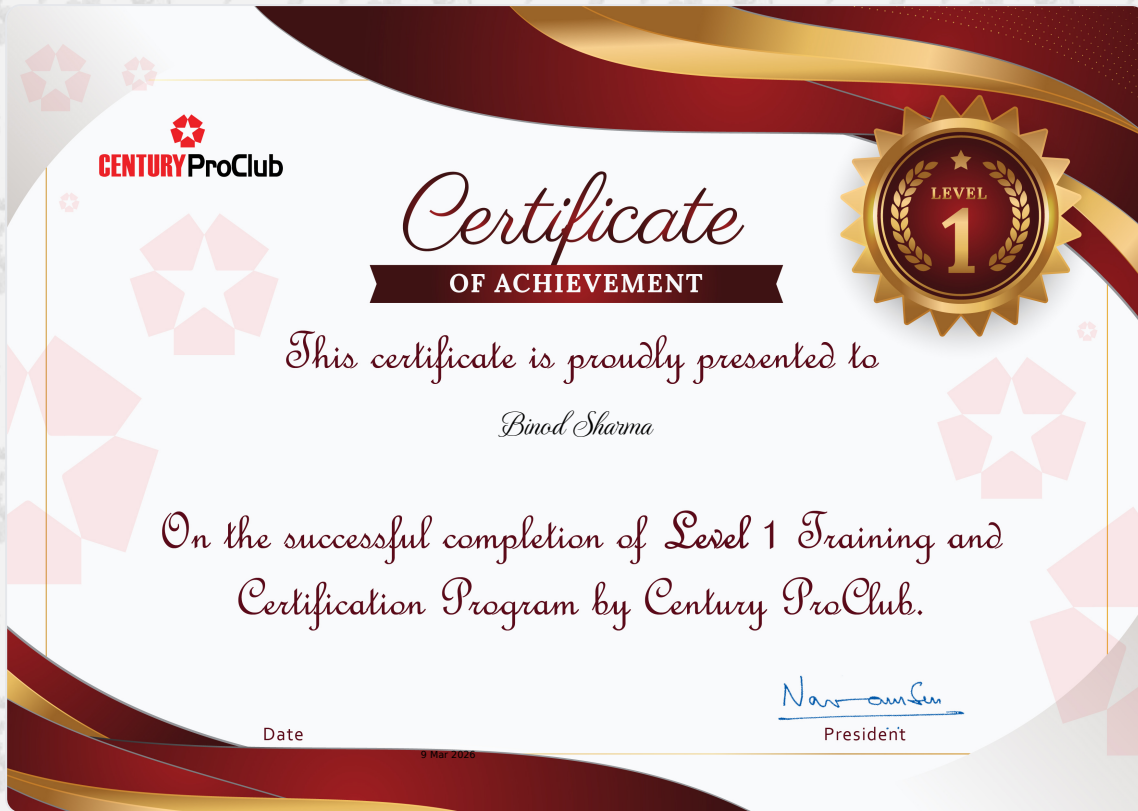 CENTURY ProClub
Certificate
OF ACHIEVEMENT
LEVEL
1
This certificate is proudly presented to
Binod Sharma
On the successful completion of Level 1 Training and
Certification Program by Century ProClub.
Date
9 Mar 2026
President